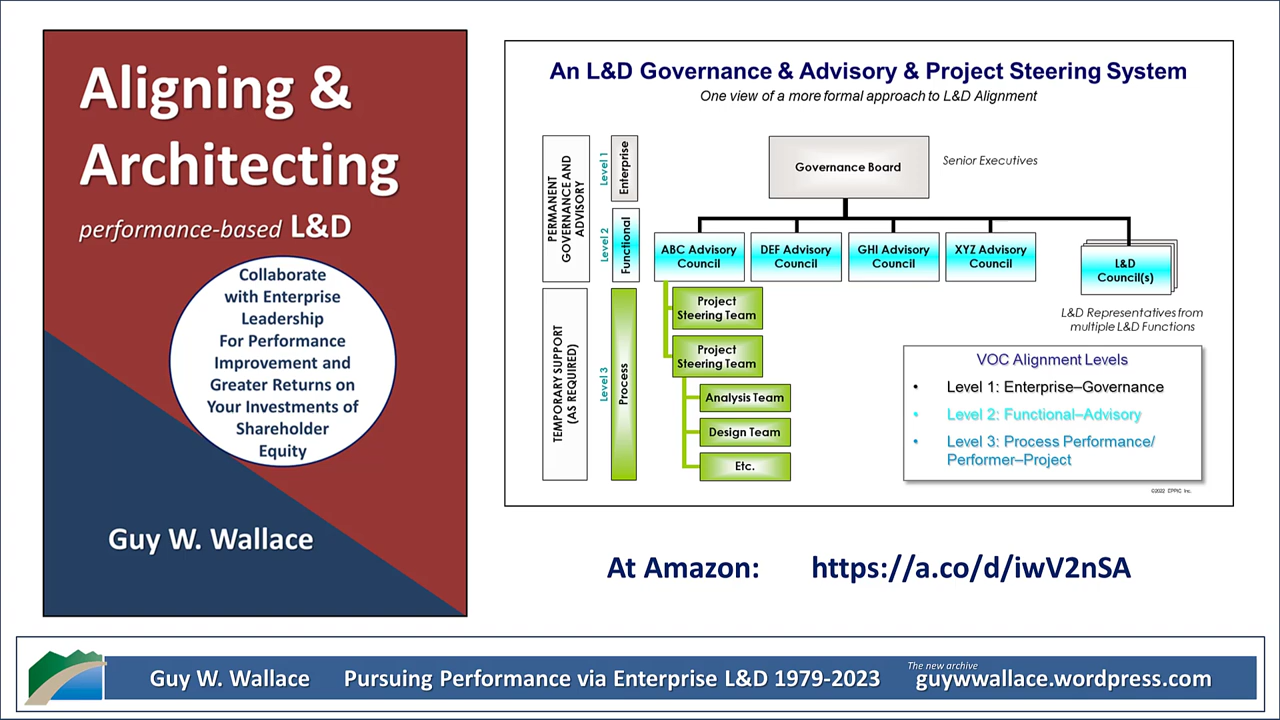 Aligning &
Architecting
performance-based L&D
Collaborate
with Enterprise
Leadership
For Performance
Improvement and
Greater Returns on
Your Investments of
Shareholder
Equity
Guy W. Wallace
An L&D Governance & Advisory & Project Steering System
One view of a more formal approach to L&D Alignment
PERMANENT
GOVERNANCE AND
ADVISORY
Level 1
Enterprise
Governance Board
Senior Executives
Level 2
Functional
ABC Advisory
Council
DEF Advisory
Council
GHI Advisory
Council
XYZ Advisory
Council
L&D
Council(s)
L&D Representatives from
multiple L&D Functions
TEMPORARY SUPPORT
(AS REQUIRED)
Level 3
Process
Project
Steering Team
Project
Steering Team
Analysis Team
Design Team
Etc.
VOC Alignment Levels
• Level 1: Enterprise–Governance
• Level 2: Functional–Advisory
• Level 3: Process Performance/
Performer–Project
©2022 EPPIC Inc.
At Amazon: https://a.co/d/iwV2nSA
Guy W. Wallace Pursuing Performance via Enterprise L&D 1979-2023
The new archive
guywwallace.wordpress.com